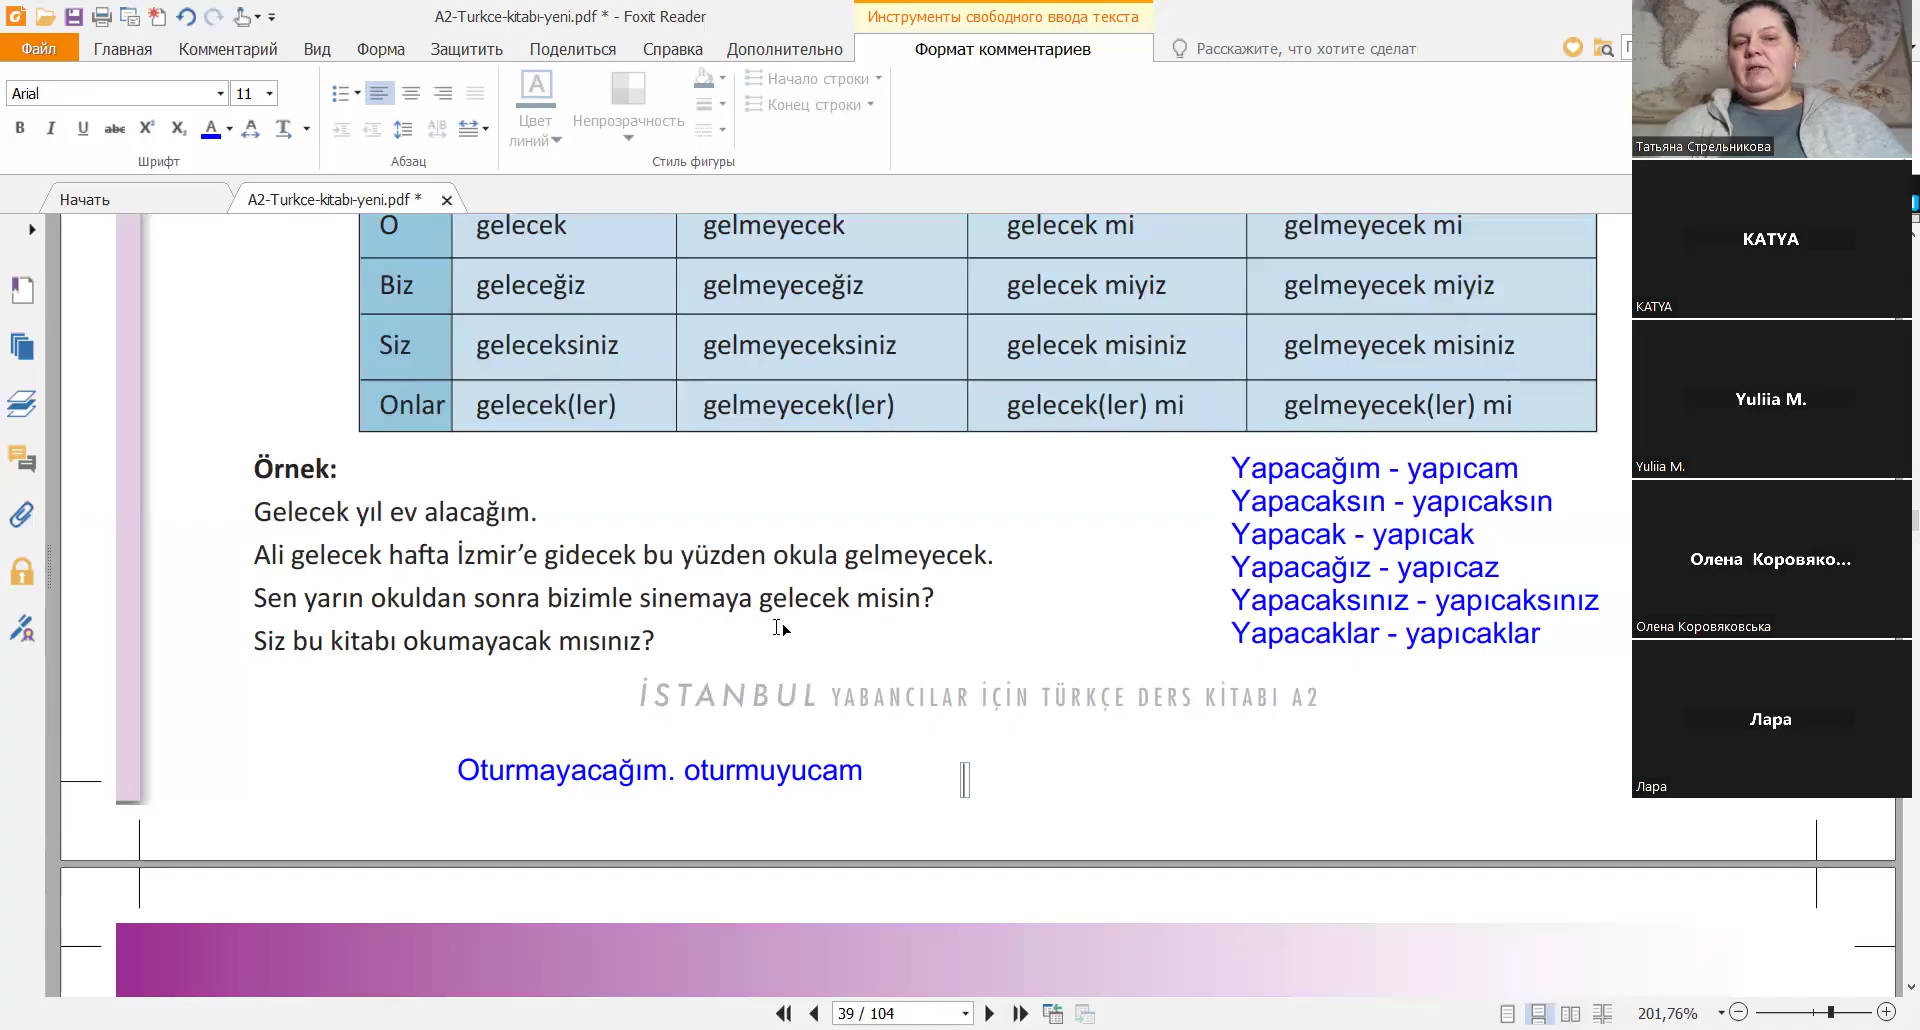 A2-Turkce-kitabı-yeni.pdf * - Foxit Reader
Инструменты свободного ввода текста
Файл Главная Комментарий Вид Форма Защитить Поделиться Справка Дополнительно Формат комментариев Расскажите, что хотите сделат
Arial 11
Цвет линий Непрозрачность
Начало строки
Конец строки
Шрифт Абзац Стиль фигуры
Начать A2-Turkce-kitabı-yeni.pdf *
O gelecek gelmeyecek gelecek mi gelmeyecek mi
Biz geleceğiz gelmeyeceğiz gelecek miyiz gelmeyecek miyiz
Siz geleceksiniz gelmeyeceksiniz gelecek misiniz gelmeyecek misiniz
Onlar gelecek(ler) gelmeyecek(ler) gelecek(ler) mi gelmeyecek(ler) mi
Örnek:
Gelecek yıl ev alacağım.
Ali gelecek hafta İzmir’e gidecek bu yüzden okula gelmeyecek.
Sen yarın okuldan sonra bizimle sinemaya gelecek misin?
Siz bu kitabı okumayacak mısınız?
Yapacağım - yapıcam
Yapacaksın - yapıcaksın
Yapacak - yapıcak
Yapacağız - yapıcaz
Yapacaksınız - yapıcaksınız
Yapacaklar - yapıcaklar
İSTANBUL YABANCILAR İÇİN TÜRKÇE DERS KİTABI A2
Oturmayacağım. oturmuyucam
Татьяна Стрельникова
KATYA
KATYA
Yuliia M.
Yuliia M.
Олена Коровяко...
Олена Коровяковська
Лара
Лара
39 / 104
201,76%